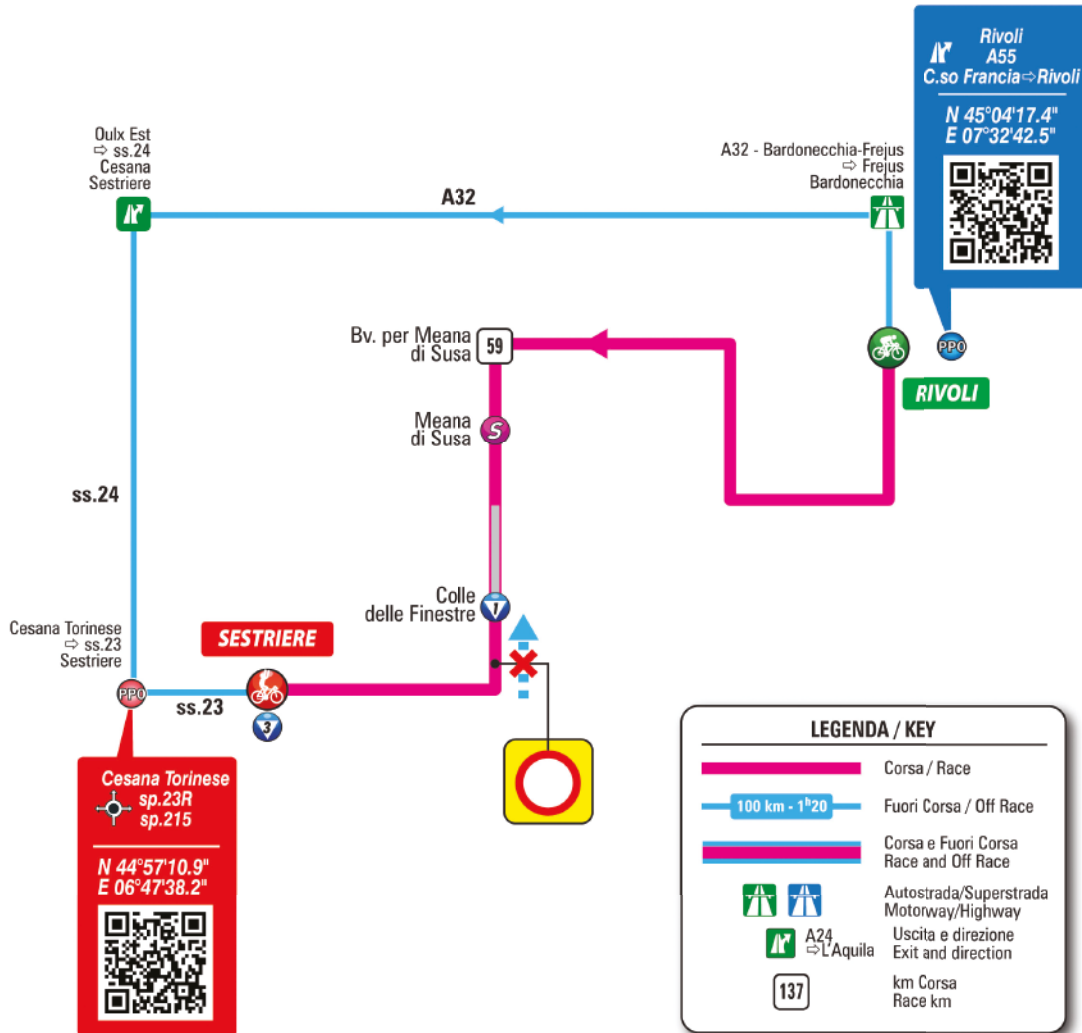 Rivoli
A55
C.so Francia⇨Rivoli
N 45°04'17.4"
E 07°32'42.5"
Oulx Est
⇨ ss.24
Cesana
Sestriere
A32 - Bardonecchia-Frejus
⇨ Frejus
Bardonecchia
A32
Bv. per Meana
di Susa
59
PPO
RIVOLI
Meana
di Susa
S
ss.24
Colle
delle Finestre
1
Cesana Torinese
⇨ ss.23
Sestriere
SESTRIERE
PPO
ss.23
3
Cesana Torinese
sp.23R
sp.215
N 44°57'10.9"
E 06°47'38.2"
LEGENDA / KEY
Corsa / Race
100 km - 1h20
Fuori Corsa / Off Race
Corsa e Fuori Corsa
Race and Off Race
Autostrada/Superstrada
Motorway/Highway
A24
⇨L'Aquila
Uscita e direzione
Exit and direction
137
km Corsa
Race km